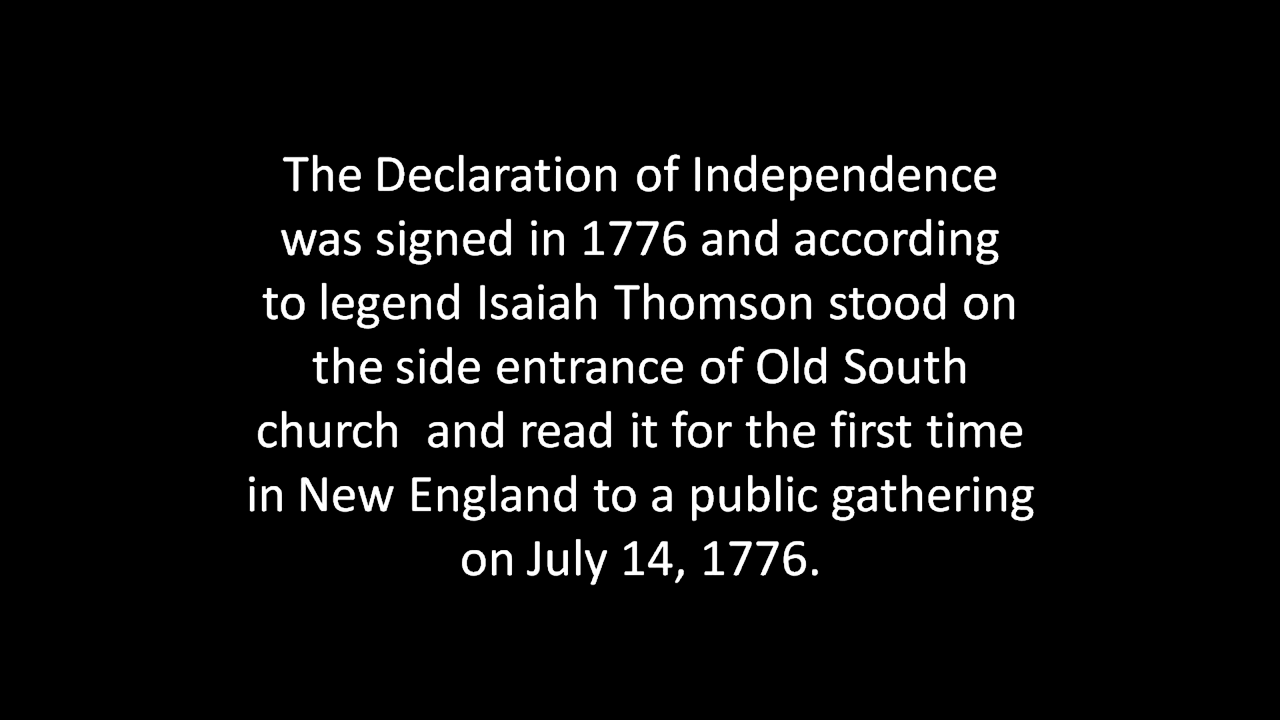 The Declaration of Independence
was signed in 1776 and according
to legend Isaiah Thomson stood on
the side entrance of Old South
church  and read it for the first time
in New England to a public gathering
on July 14, 1776.